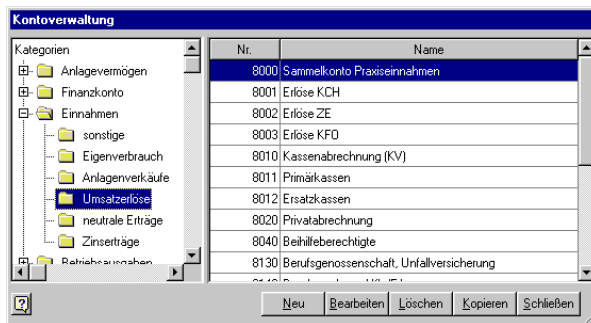 Kontoverwaltung
Kategorien
Anlagevermögen
Finanzkonto
Einnahmen
sonstige
Eigenverbrauch
Anlagenverkäufe
Umsatzerlöse
neutrale Erträge
Zinserträge
Betriebsausgaben
Nr. Name
8000 Sammelkonto Praxiseinnahmen
8001 Erlöse KCH
8002 Erlöse ZE
8003 Erlöse KFO
8010 Kassenabrechnung (KV)
8011 Primärkassen
8012 Ersatzkassen
8020 Privatabrechnung
8040 Beihilfeberechtigte
8130 Berufsgenossenschaft, Unfallversicherung
Neu Bearbeiten Löschen Kopieren Schließen